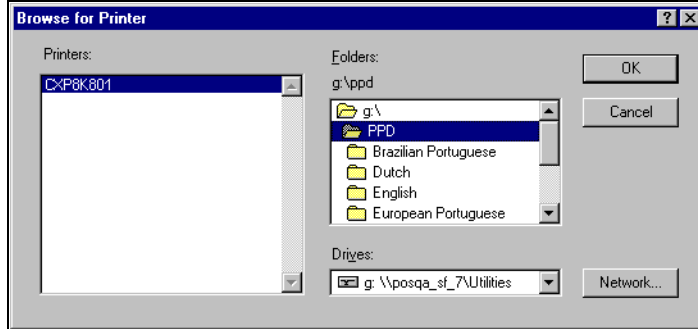 Browse for Printer
Printers:
CXP8K801
Folders:
g:\ppd
g:\
PPD
Brazilian Portuguese
Dutch
English
European Portuguese
Drives:
g: \\posqa_sf_7\Utilities
OK
Cancel
Network...